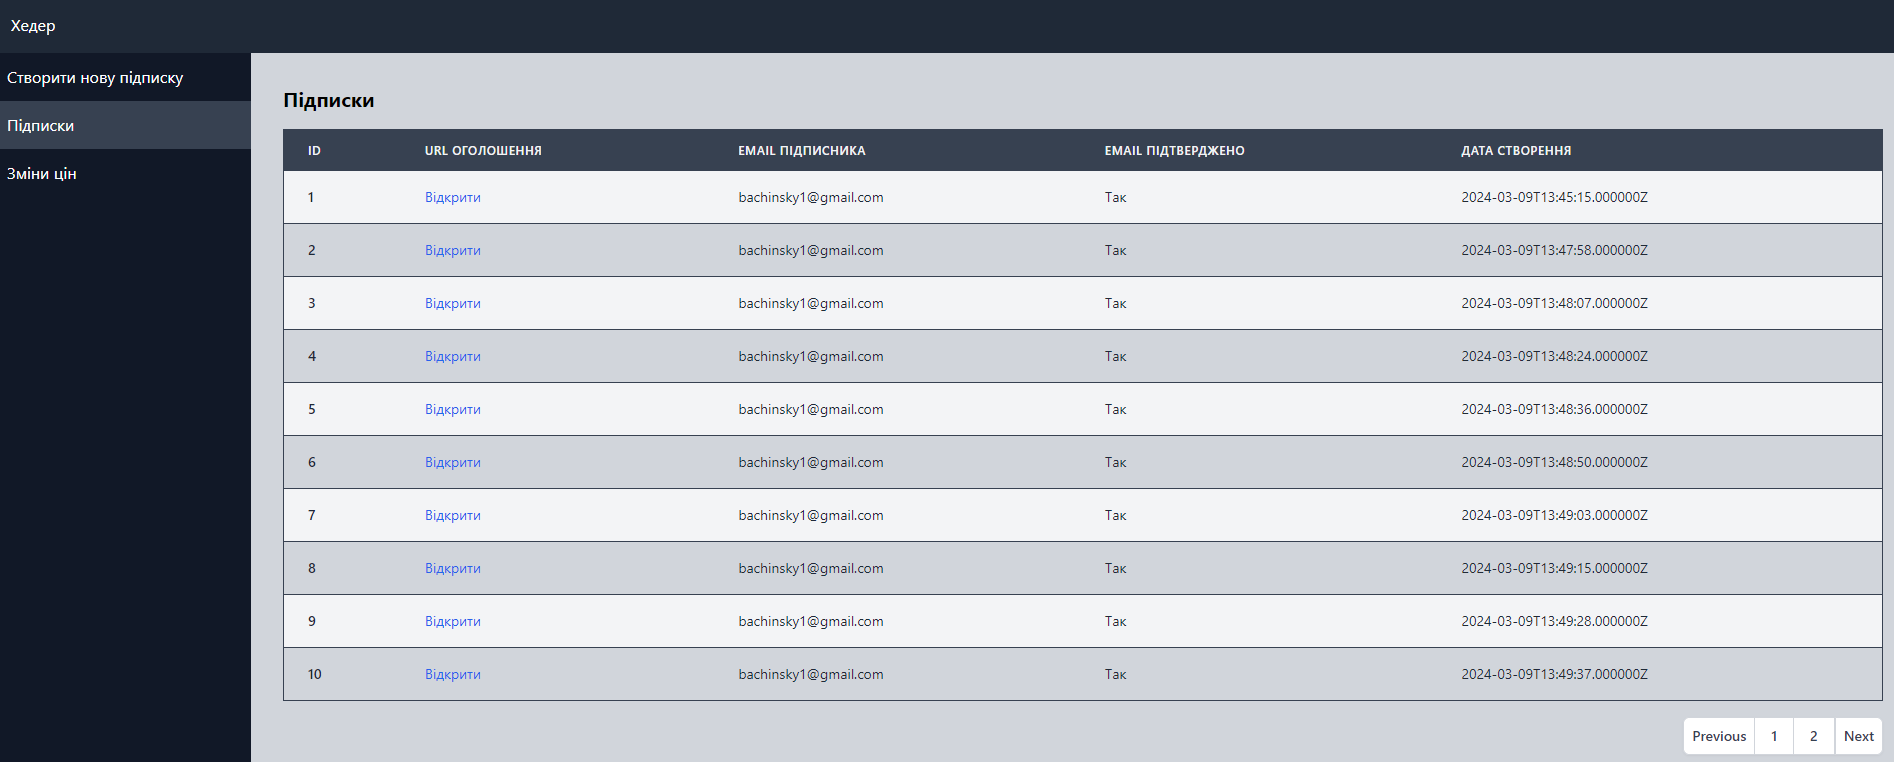 Хедер
Створити нову підписку
Підписки
Зміни цін
Підписки
ID URL ОГОЛОШЕННЯ EMAIL ПІДПИСНИКА EMAIL ПІДТВЕРДЖЕНО ДАТА СТВОРЕННЯ
1 Відкрити bachinsky1@gmail.com Так 2024-03-09T13:45:15.000000Z
2 Відкрити bachinsky1@gmail.com Так 2024-03-09T13:47:58.000000Z
3 Відкрити bachinsky1@gmail.com Так 2024-03-09T13:48:07.000000Z
4 Відкрити bachinsky1@gmail.com Так 2024-03-09T13:48:24.000000Z
5 Відкрити bachinsky1@gmail.com Так 2024-03-09T13:48:36.000000Z
6 Відкрити bachinsky1@gmail.com Так 2024-03-09T13:48:50.000000Z
7 Відкрити bachinsky1@gmail.com Так 2024-03-09T13:49:03.000000Z
8 Відкрити bachinsky1@gmail.com Так 2024-03-09T13:49:15.000000Z
9 Відкрити bachinsky1@gmail.com Так 2024-03-09T13:49:28.000000Z
10 Відкрити bachinsky1@gmail.com Так 2024-03-09T13:49:37.000000Z
Previous 1 2 Next